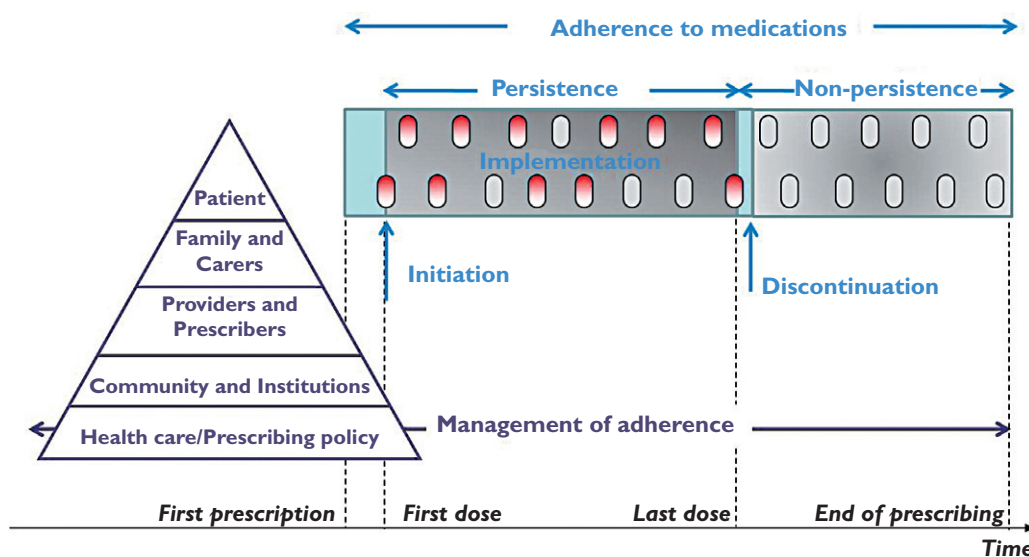 Adherence to medications
Persistence
Non-persistence
Implementation
Patient
Family and
Carers
Initiation
Discontinuation
Providers and
Prescribers
Community and Institutions
Management of adherence
Health care/Prescribing policy
First prescription
First dose
Last dose
End of prescribing
Time